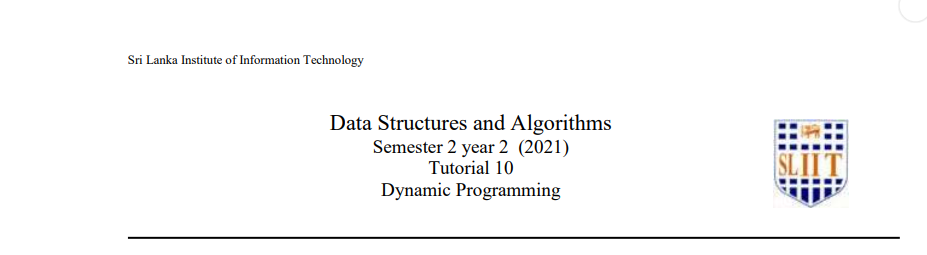 Sri Lanka Institute of Information Technology
Data Structures and Algorithms
Semester 2 year 2 (2021)
Tutorial 10
Dynamic Programming
SLIIT